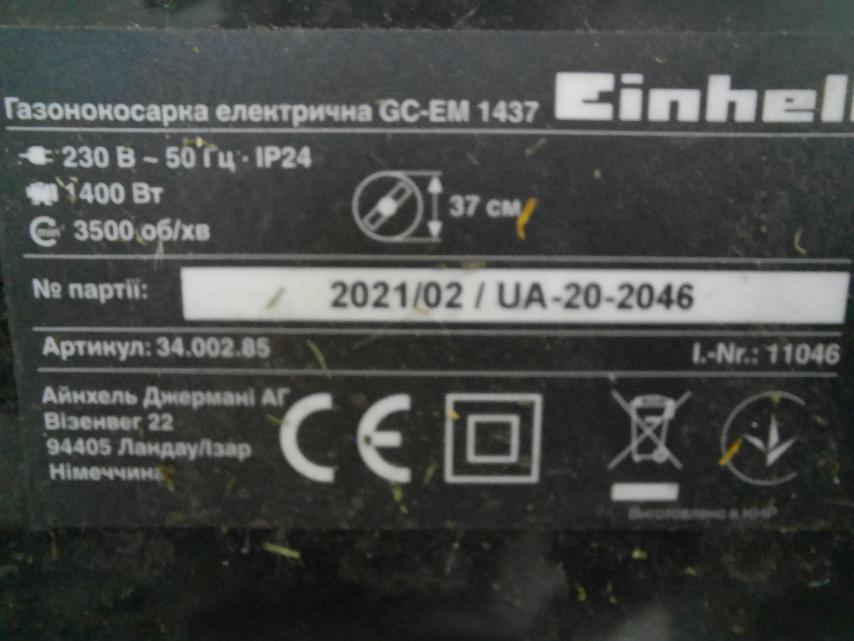 Газонокосарка електрична GC-EM 1437
Einhell
230 В ~ 50 Гц · IP24
1400 Вт
37 см
min
3500 об/хв
№ партії:
2021/02 / UA-20-2046
Артикул: 34.002.85
I.-Nr.: 11046
Айнхель Джермані АГ
Візенвег 22
94405 Ландау/Ізар
Німеччина
CE
Виготовлено в КНР